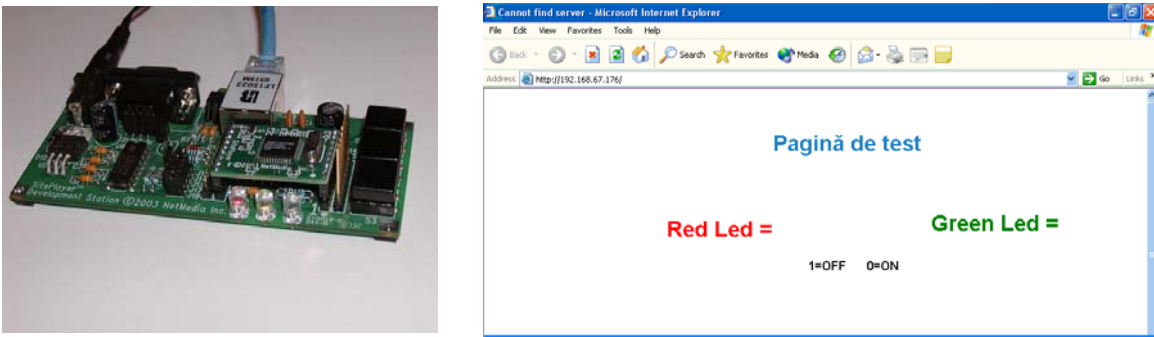 LF1S022
SitePlayer
Development Station ©2003 NetMedia Inc.
S3
Cannot find server - Microsoft Internet Explorer
File Edit View Favorites Tools Help
Back Search Favorites Media
Address http://192.168.67.176/ Go Links
Pagină de test
Red Led = Green Led =
1=OFF 0=ON